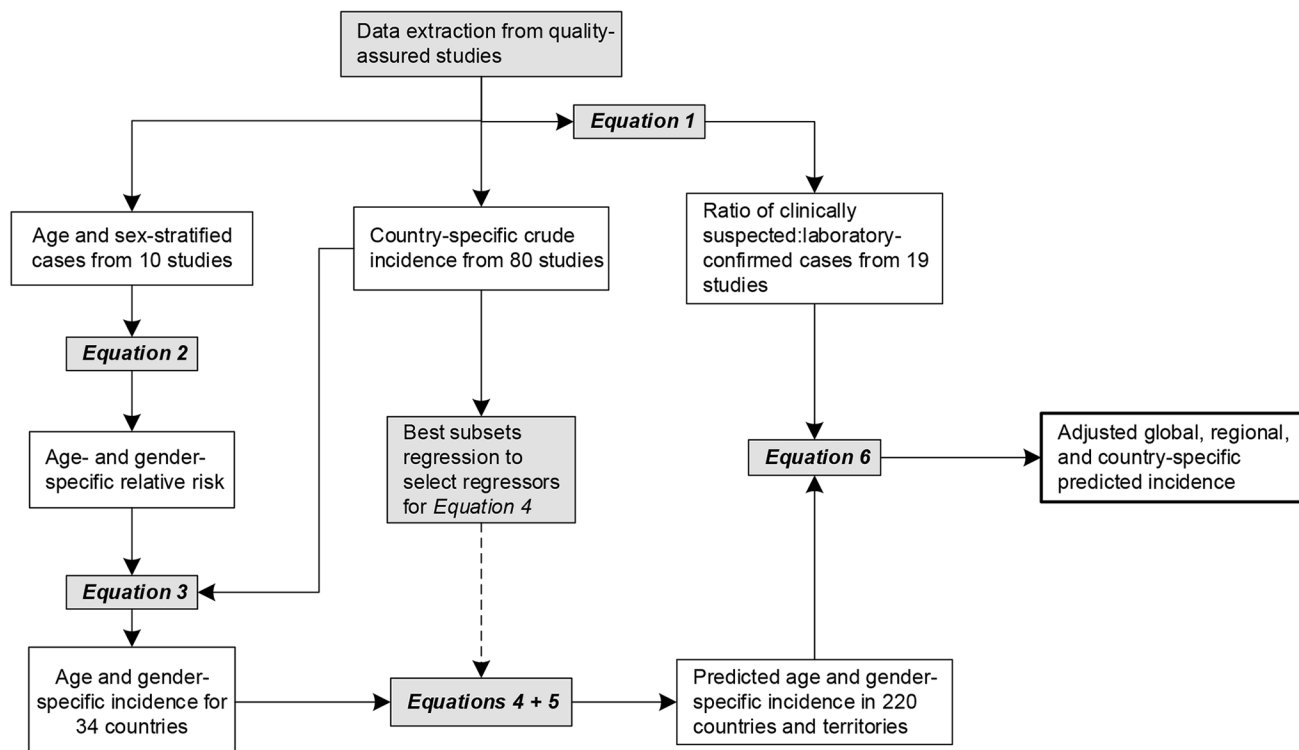 Data extraction from quality-
assured studies
Equation 1
Age and sex-stratified
cases from 10 studies
Country-specific crude
incidence from 80 studies
Ratio of clinically
suspected:laboratory-
confirmed cases from 19
studies
Equation 2
Age- and gender-
specific relative risk
Best subsets
regression to
select regressors
for Equation 4
Equation 6
Adjusted global, regional,
and country-specific
predicted incidence
Equation 3
Age and gender-
specific incidence for
34 countries
Equations 4 + 5
Predicted age and gender-
specific incidence in 220
countries and territories